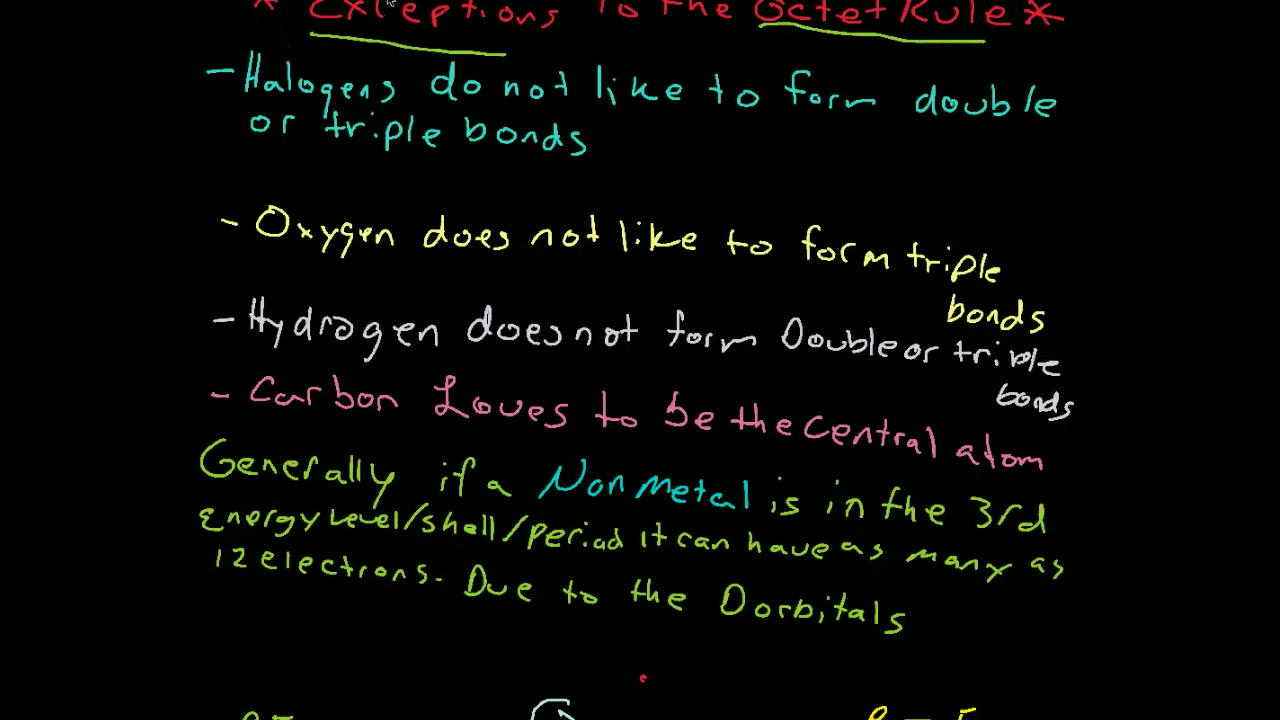 * Exceptions to the Octet Rule *
- Halogens do not like to form double
or triple bonds
- Oxygen does not like to form triple
bonds
- Hydrogen does not form Double or triple
bonds
- Carbon Loves to be the central atom
Generally if a Non Metal is in the 3rd
energy level/shell/period it can have as many as
12 electrons. Due to the D orbitals